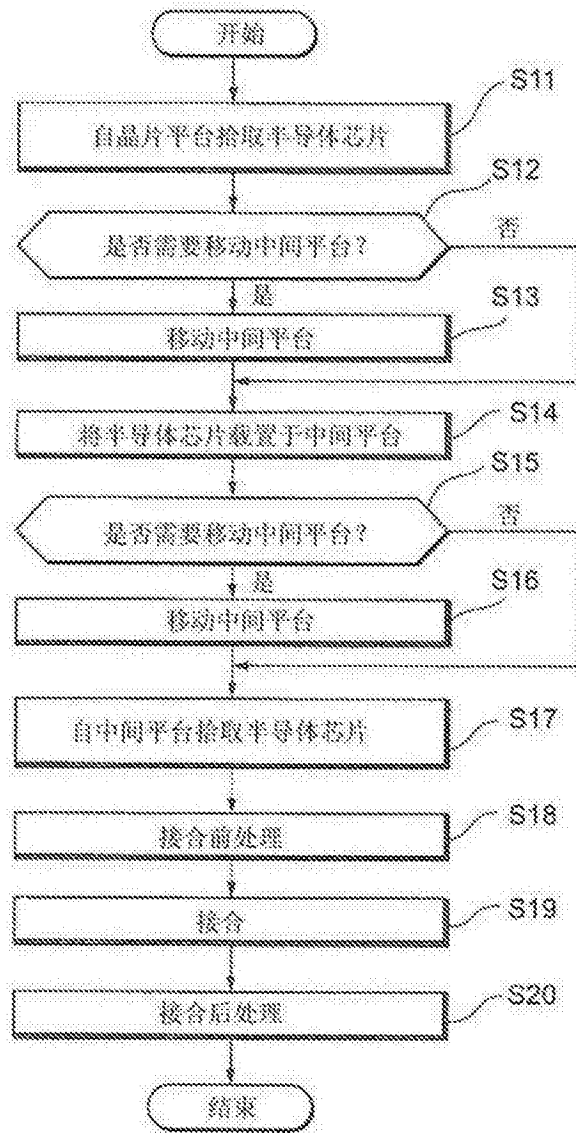 开始
S11
自晶片平台拾取半导体芯片
S12
是否需要移动中间平台？
否
是
S13
移动中间平台
S14
将半导体芯片载置于中间平台
S15
是否需要移动中间平台？
否
是
S16
移动中间平台
S17
自中间平台拾取半导体芯片
S18
接合前处理
S19
接合
S20
接合后处理
结束